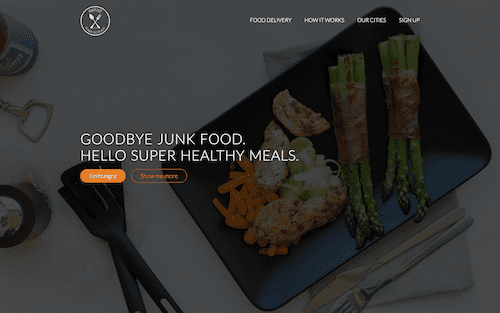 FOOD DELIVERY
HOW IT WORKS
OUR CITIES
SIGN UP
GOODBYE JUNK FOOD.
HELLO SUPER HEALTHY MEALS.
I'm hungry
Show me more